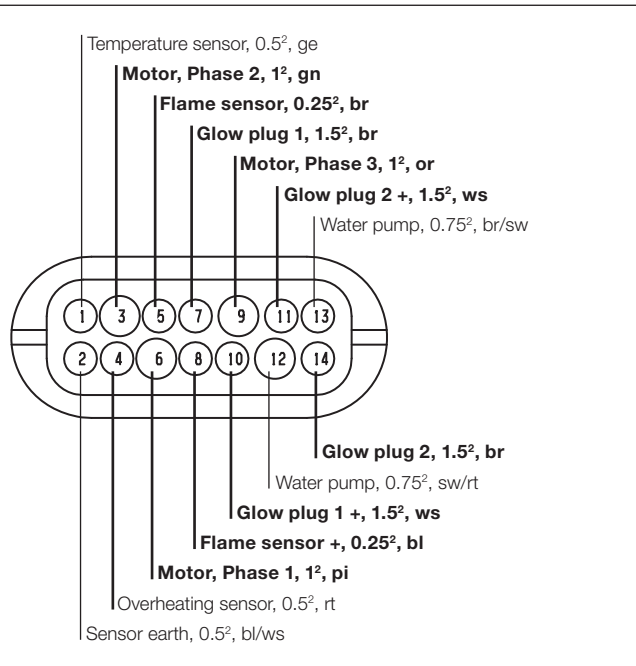 Temperature sensor, 0.5², ge
Motor, Phase 2, 1², gn
Flame sensor, 0.25², br
Glow plug 1, 1.5², br
Motor, Phase 3, 1², or
Glow plug 2 +, 1.5², ws
Water pump, 0.75², br/sw
1 3 5 7 9 11 13
2 4 6 8 10 12 14
Glow plug 2, 1.5², br
Water pump, 0.75², sw/rt
Glow plug 1 +, 1.5², ws
Flame sensor +, 0.25², bl
Motor, Phase 1, 1², pi
Overheating sensor, 0.5², rt
Sensor earth, 0.5², bl/ws